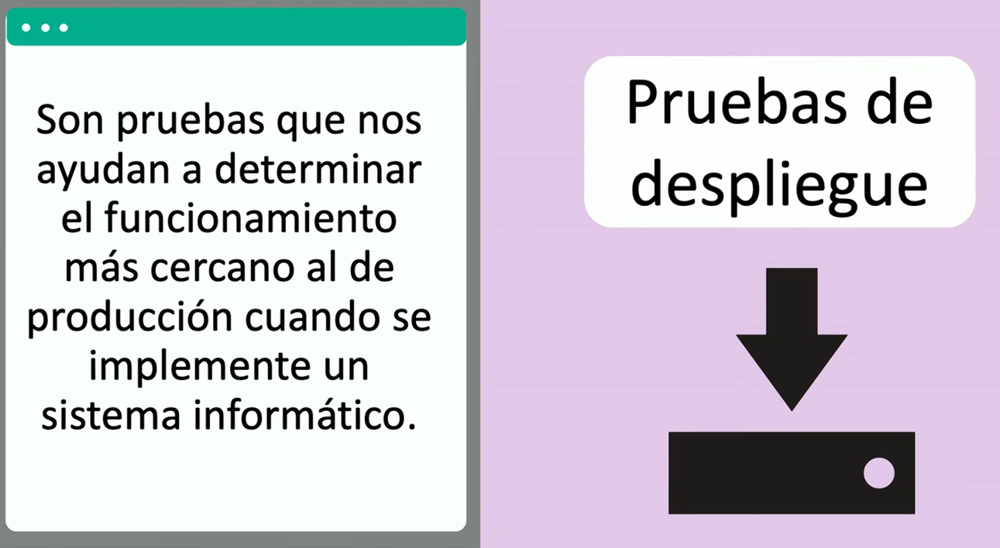 Son pruebas que nos
ayudan a determinar
el funcionamiento
más cercano al de
producción cuando se
implemente un
sistema informático.
Pruebas de
despliegue